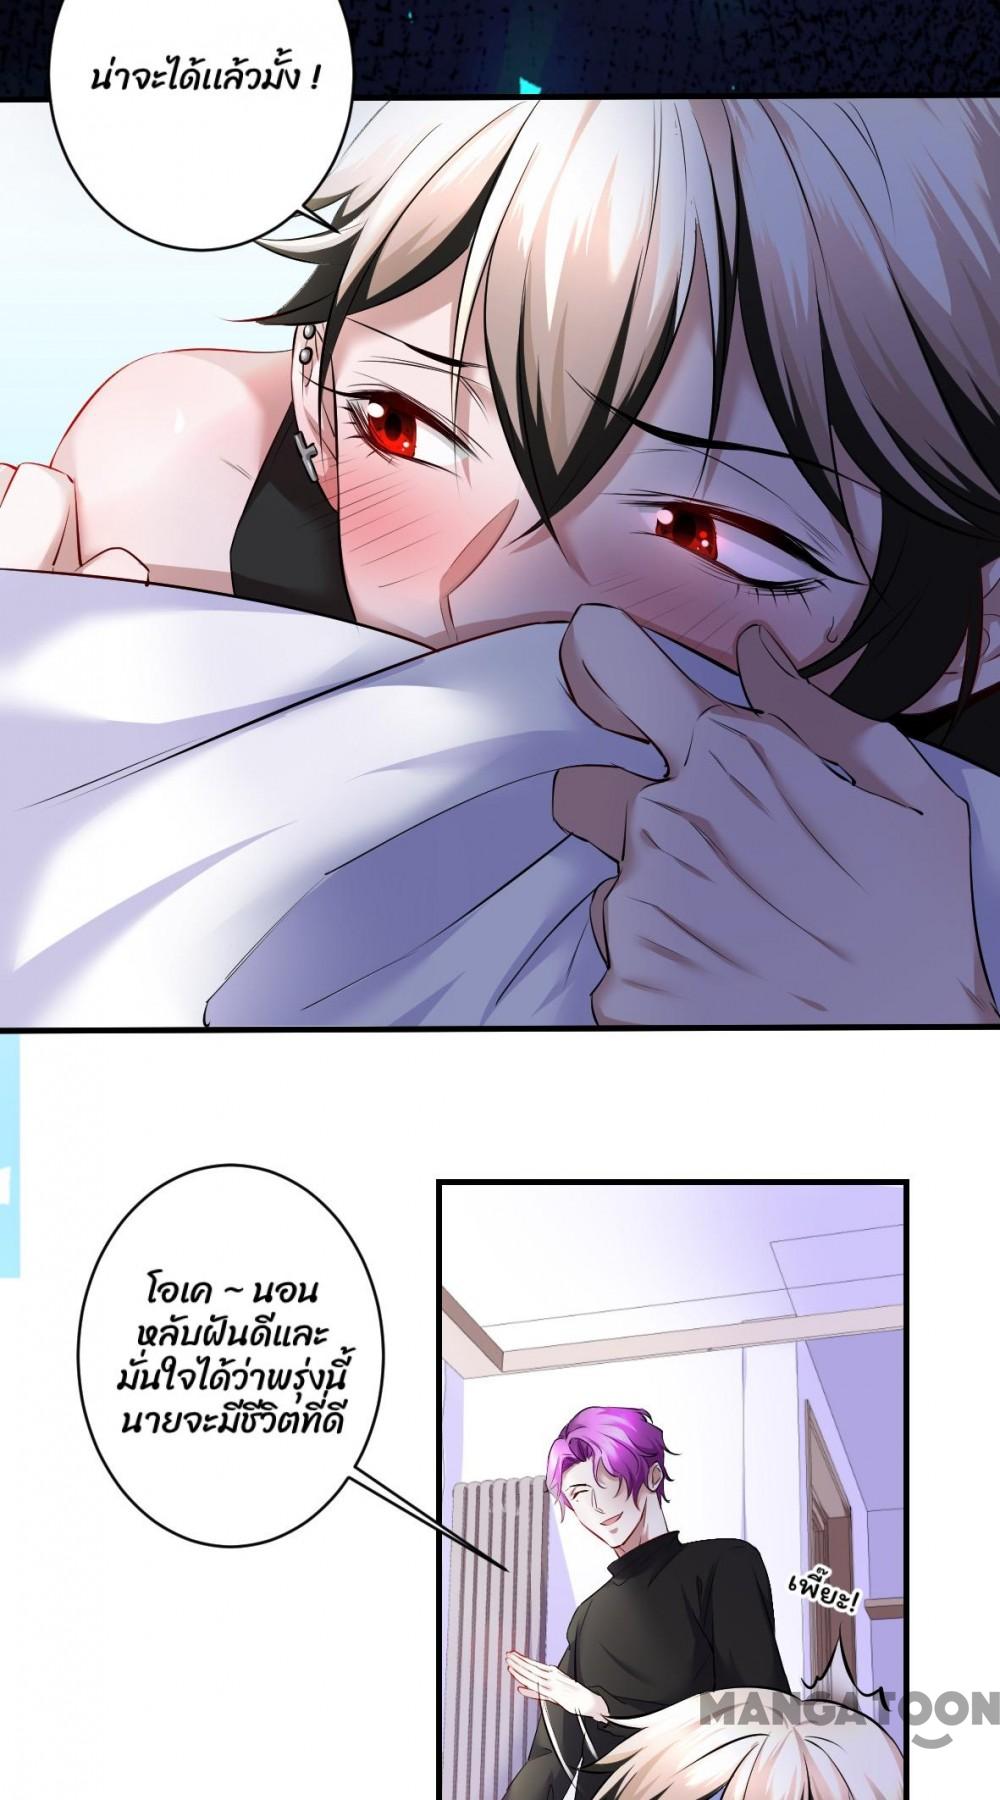 น่าจะได้แล้วมั้ง !
โอเค ~ นอน
หลับฝันดีและ
มั่นใจได้ว่าพรุ่งนี้
นายจะมีชีวิตที่ดี
เพี๊ยะ!
MANGATOON